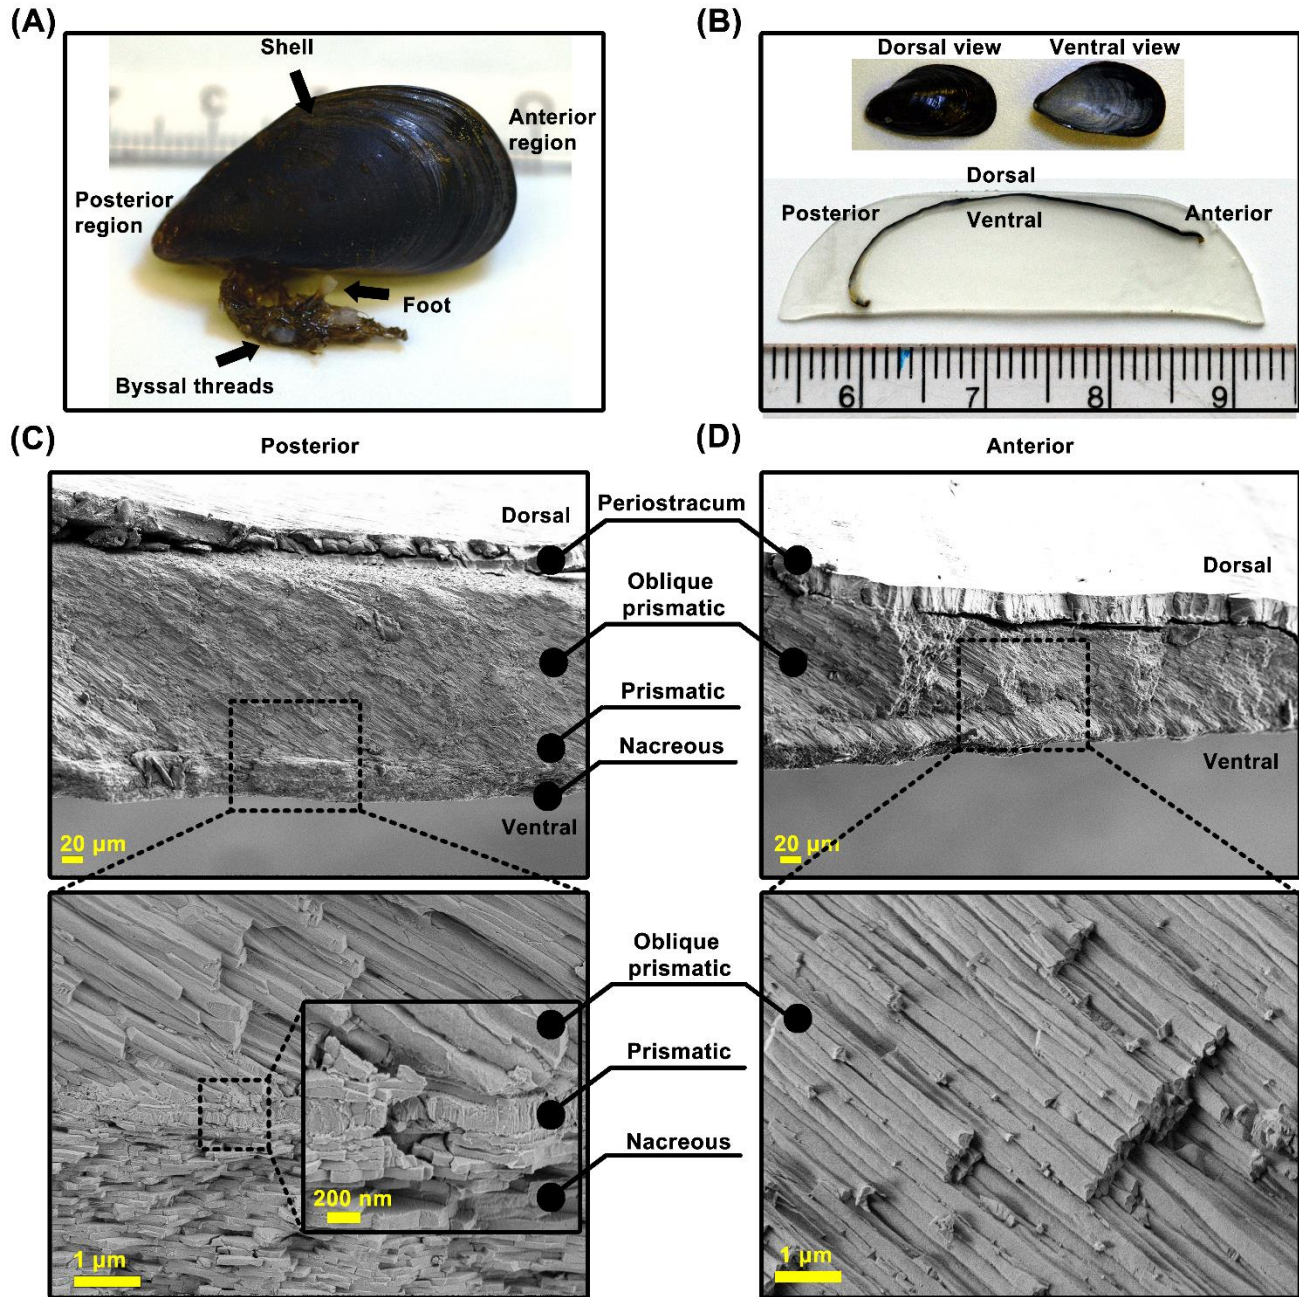 (A)
Shell
Anterior
region
Posterior
region
Foot
Byssal threads
(B)
Dorsal view
Ventral view
Dorsal
Posterior
Anterior
Ventral
6
7
8
9
(C)
Posterior
Dorsal
Ventral
20 µm
Periostracum
Oblique
prismatic
Prismatic
Nacreous
(D)
Anterior
Dorsal
Ventral
20 µm
1 µm
200 nm
Oblique
prismatic
Prismatic
Nacreous
1 µm